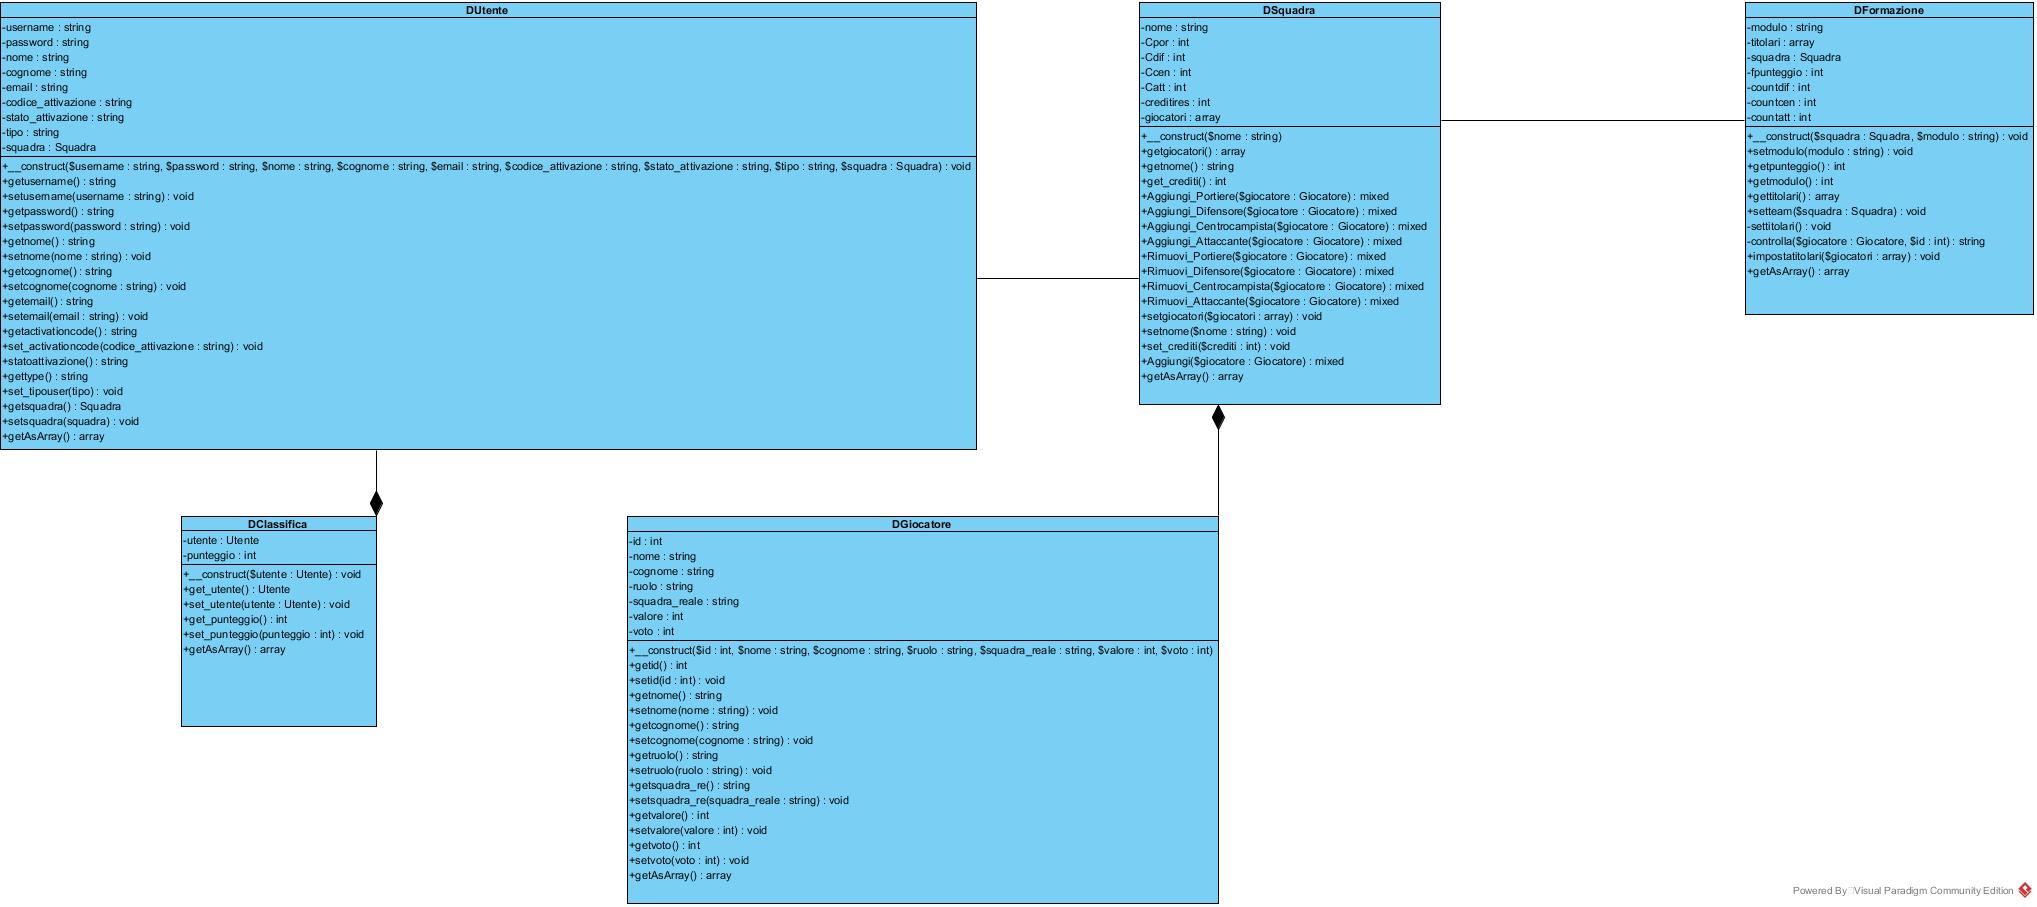 DUtente
-username : string
-password : string
-nome : string
-cognome : string
-email : string
-codice_attivazione : string
-stato_attivazione : string
-tipo : string
-squadra : Squadra
+__construct($username : string, $password : string, $nome : string, $cognome : string, $email : string, $codice_attivazione : string, $stato_attivazione : string, $tipo : string, $squadra : Squadra) : void
+getusername() : string
+setusername(username : string) : void
+getpassword() : string
+setpassword(password : string) : void
+getnome() : string
+setnome(nome : string) : void
+getcognome() : string
+setcognome(cognome : string) : void
+getemail() : string
+setemail(email : string) : void
+getactivationcode() : string
+set_activationcode(codice_attivazione : string) : void
+statoattivazione() : string
+gettype() : string
+set_tipouser(tipo) : void
+getsquadra() : Squadra
+setsquadra(squadra) : void
+getAsArray() : array
DSquadra
-nome : string
-Cpor : int
-Cdif : int
-Ccen : int
-Catt : int
-creditires : int
-giocatori : array
+__construct($nome : string)
+getgiocatori() : array
+getnome() : string
+get_crediti() : int
+Aggiungi_Portiere($giocatore : Giocatore) : mixed
+Aggiungi_Difensore($giocatore : Giocatore) : mixed
+Aggiungi_Centrocampista($giocatore : Giocatore) : mixed
+Aggiungi_Attaccante($giocatore : Giocatore) : mixed
+Rimuovi_Portiere($giocatore : Giocatore) : mixed
+Rimuovi_Difensore($giocatore : Giocatore) : mixed
+Rimuovi_Centrocampista($giocatore : Giocatore) : mixed
+Rimuovi_Attaccante($giocatore : Giocatore) : mixed
+setgiocatori($giocatori : array) : void
+setnome($nome : string) : void
+set_crediti($crediti : int) : void
+Aggiungi($giocatore : Giocatore) : mixed
+getAsArray() : array
DFormazione
-modulo : string
-titolari : array
-squadra : Squadra
-fpunteggio : int
-countdif : int
-countcen : int
-countatt : int
+__construct($squadra : Squadra, $modulo : string) : void
+setmodulo(modulo : string) : void
+getpunteggio() : int
+getmodulo() : int
+gettitolari() : array
+setteam($squadra : Squadra) : void
-settitolari() : void
-controlla($giocatore : Giocatore, $id : int) : string
+impostatitolari($giocatori : array) : void
+getAsArray() : array
DClassifica
-utente : Utente
-punteggio : int
+__construct($utente : Utente) : void
+get_utente() : Utente
+set_utente(utente : Utente) : void
+get_punteggio() : int
+set_punteggio(punteggio : int) : void
+getAsArray() : array
DGiocatore
-id : int
-nome : string
-cognome : string
-ruolo : string
-squadra_reale : string
-valore : int
-voto : int
+__construct($id : int, $nome : string, $cognome : string, $ruolo : string, $squadra_reale : string, $valore : int, $voto : int)
+getid() : int
+setid(id : int) : void
+getnome() : string
+setnome(nome : string) : void
+getcognome() : string
+setcognome(cognome : string) : void
+getruolo() : string
+setruolo(ruolo : string) : void
+getsquadra_re() : string
+setsquadra_re(squadra_reale : string) : void
+getvalore() : int
+setvalore(valore : int) : void
+getvoto() : int
+setvoto(voto : int) : void
+getAsArray() : array
Powered By Visual Paradigm Community Edition